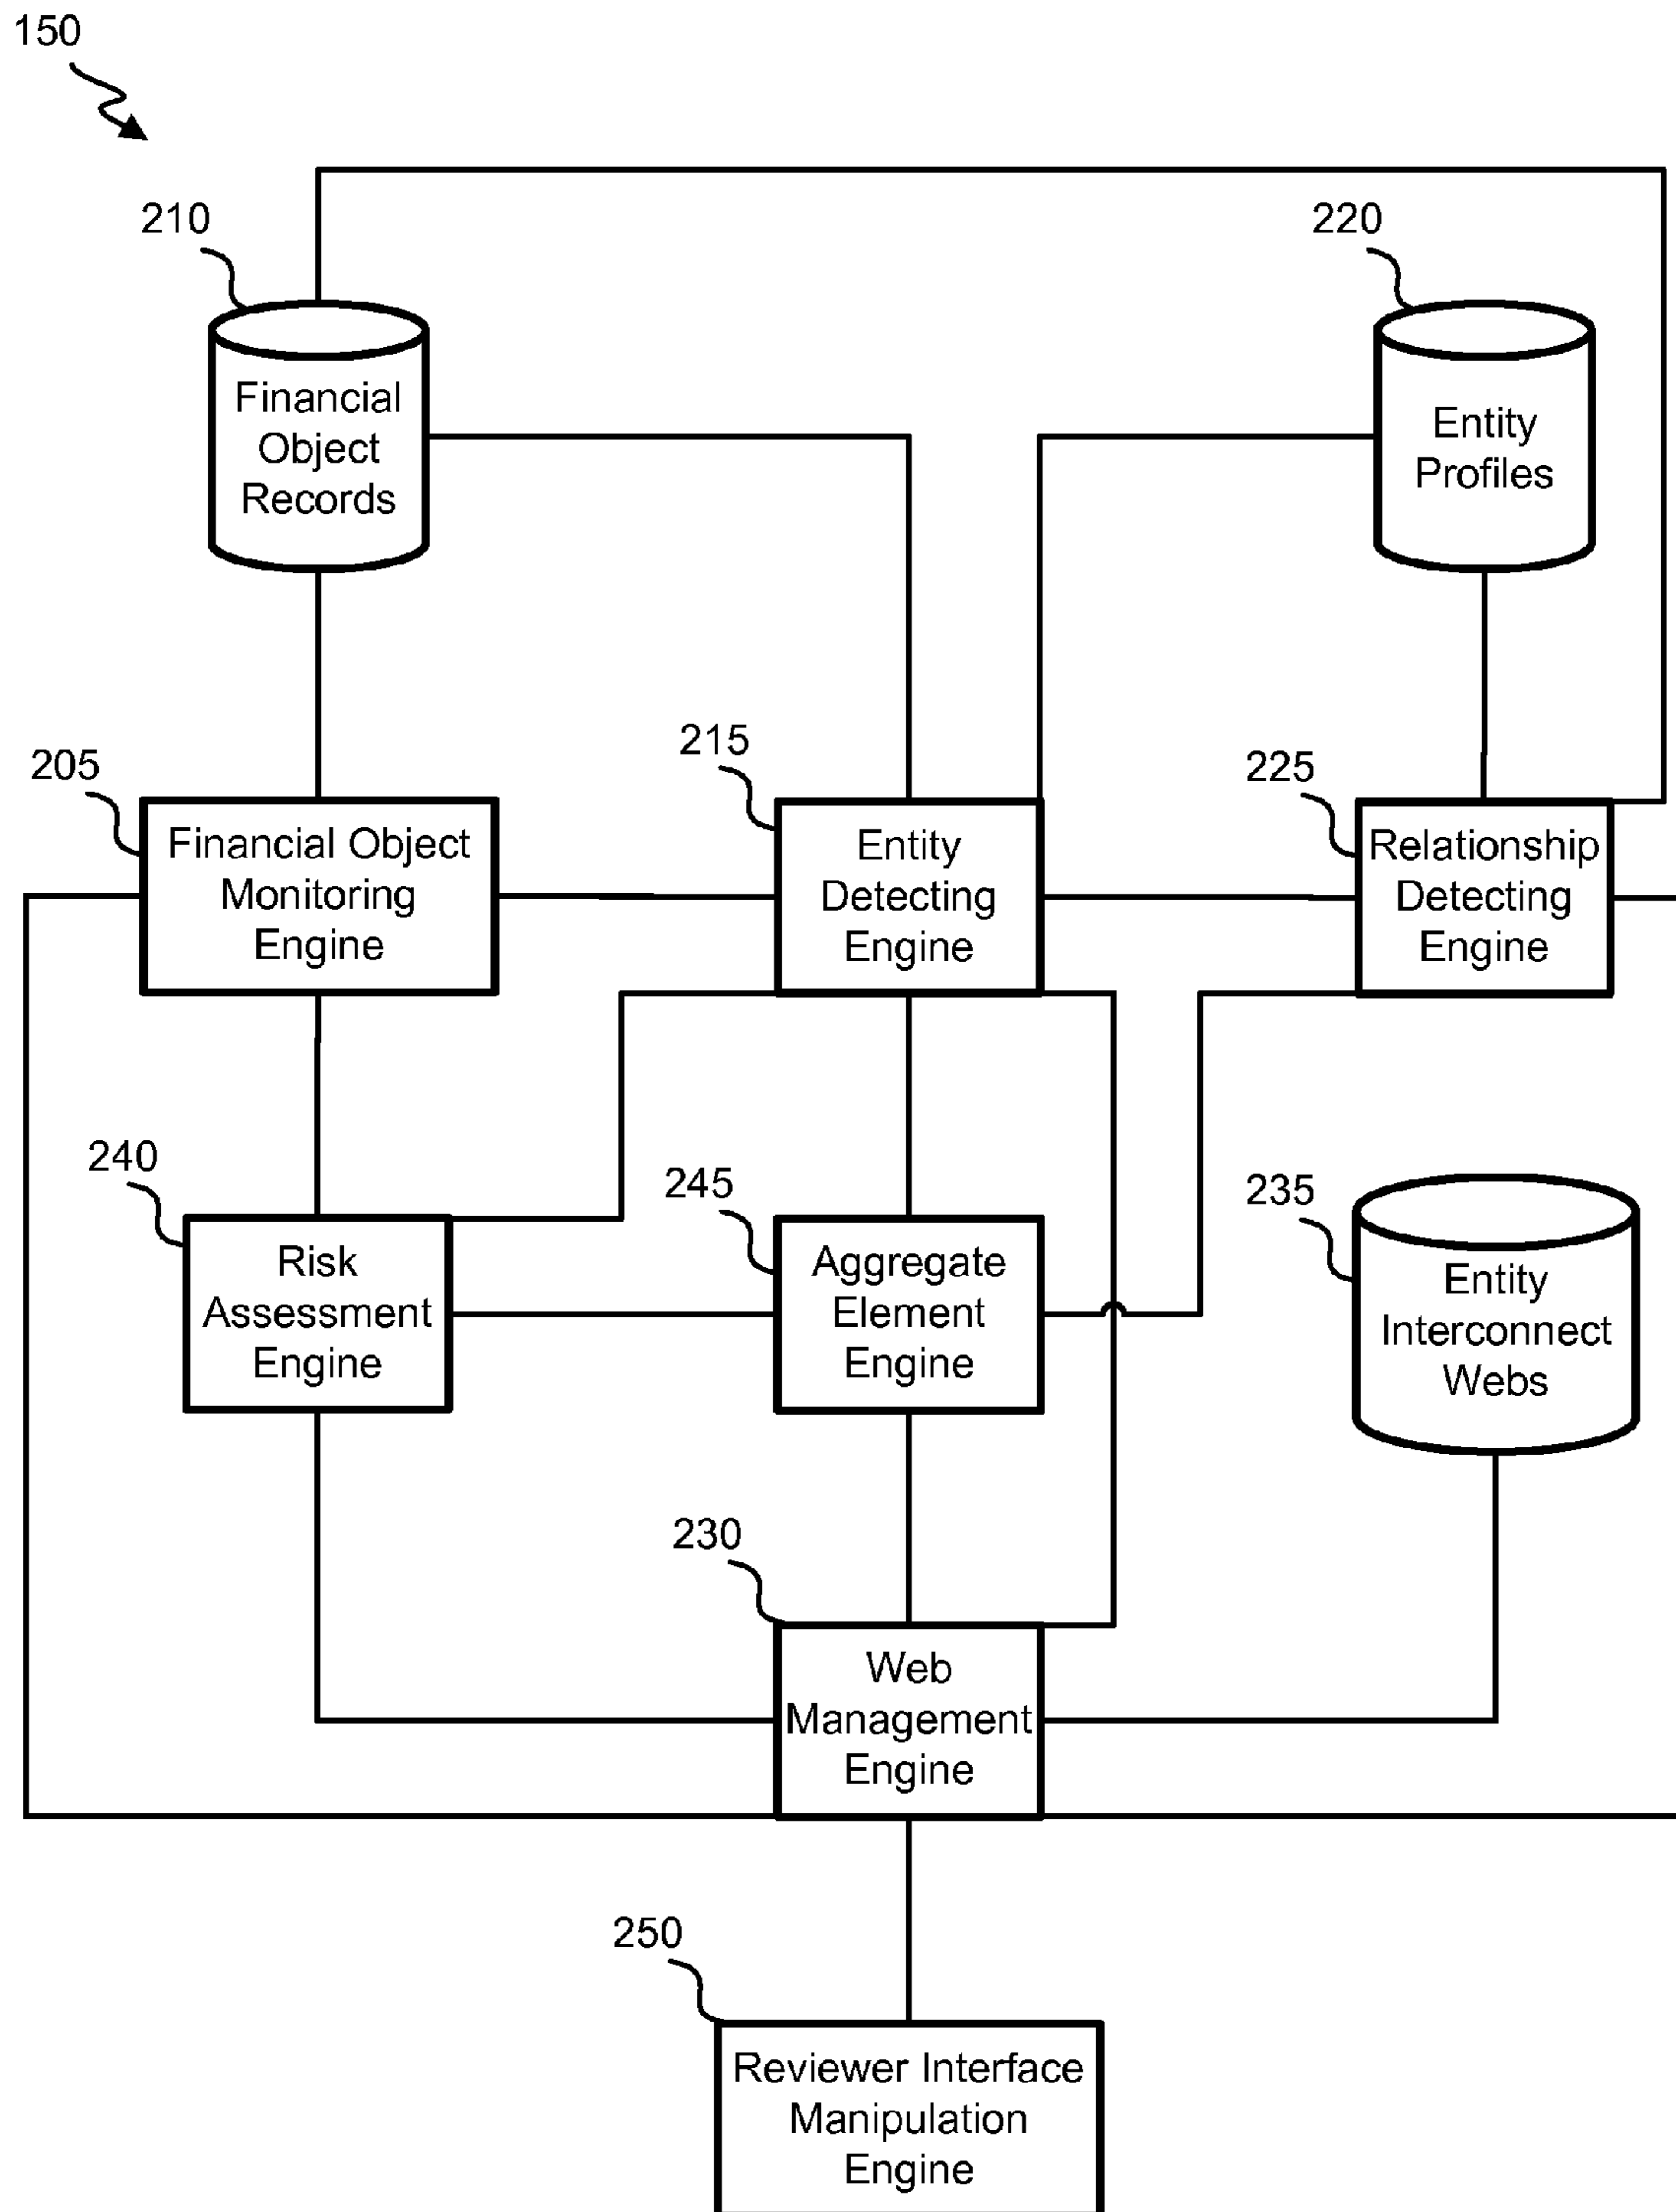 150
210
220
Financial
Object
Records
Entity
Profiles
205
215
225
Financial Object
Monitoring
Engine
Entity
Detecting
Engine
Relationship
Detecting
Engine
240
245
235
Risk
Assessment
Engine
Aggregate
Element
Engine
Entity
Interconnect
Webs
230
Web
Management
Engine
250
Reviewer Interface
Manipulation
Engine